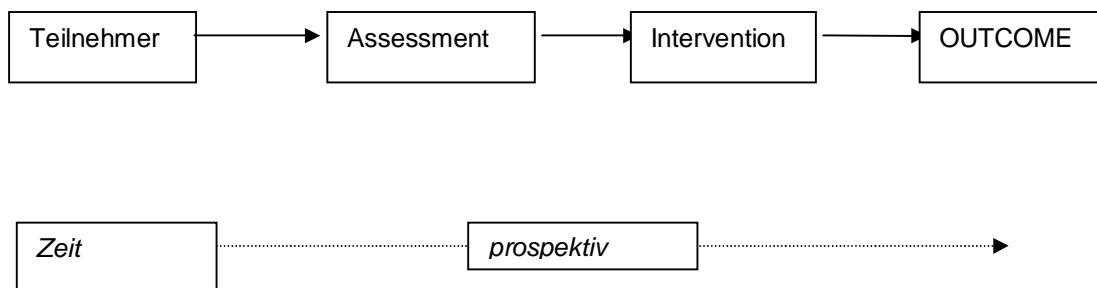 Teilnehmer Assessment Intervention OUTCOME
Zeit prospektiv